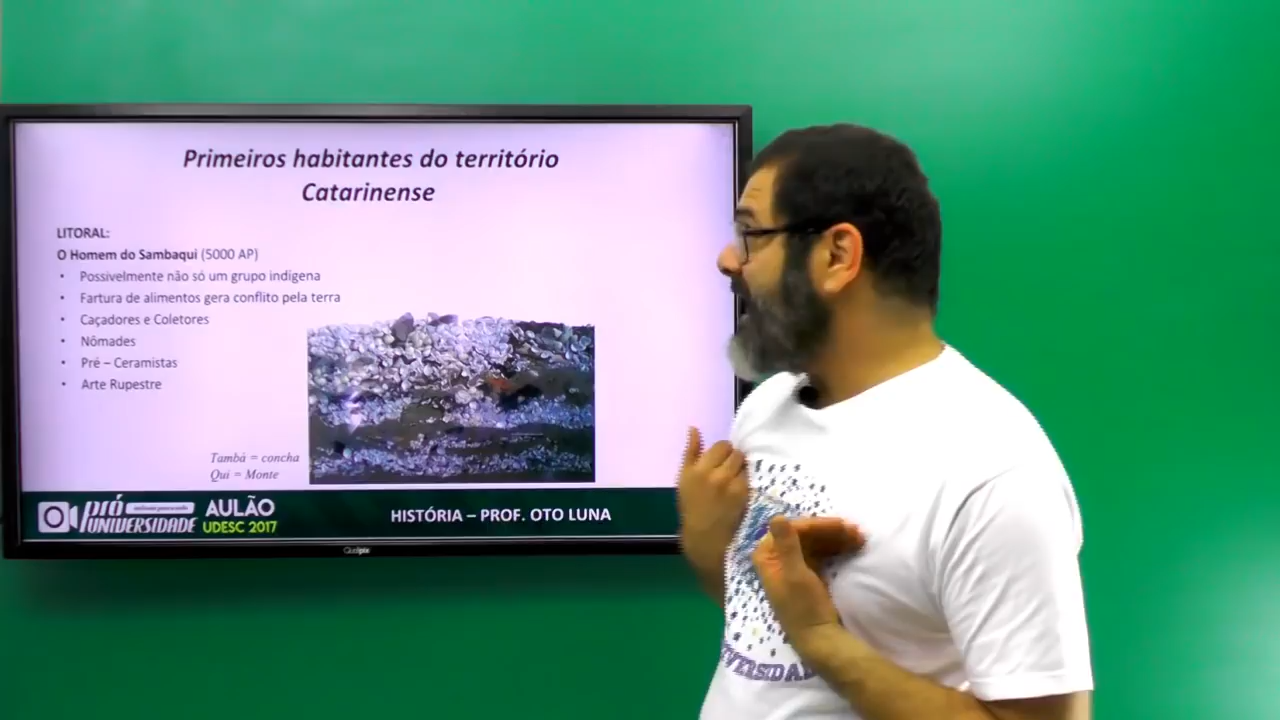 Primeiros habitantes do território
Catarinense
LITORAL:
O Homem do Sambaqui (5000 AP)
• Possivelmente não só um grupo indígena
• Fartura de alimentos gera conflito pela terra
• Caçadores e Coletores
• Nômades
• Pré – Ceramistas
• Arte Rupestre
Tambá = concha
Qui = Monte
pró
UNIVERSIDADE
AULÃO
UDESC 2017
HISTÓRIA – PROF. OTO LUNA